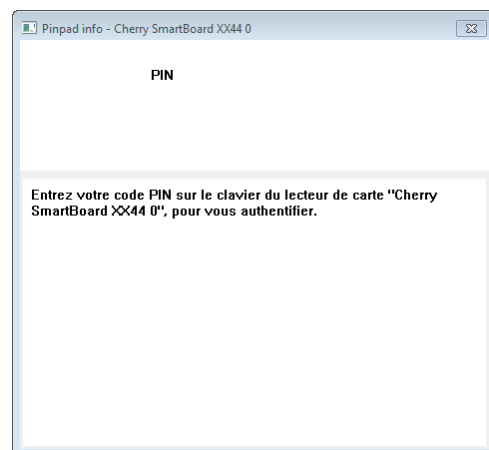 Pinpad info - Cherry SmartBoard XX44 0
PIN
Entrez votre code PIN sur le clavier du lecteur de carte "Cherry
SmartBoard XX44 0", pour vous authentifier.